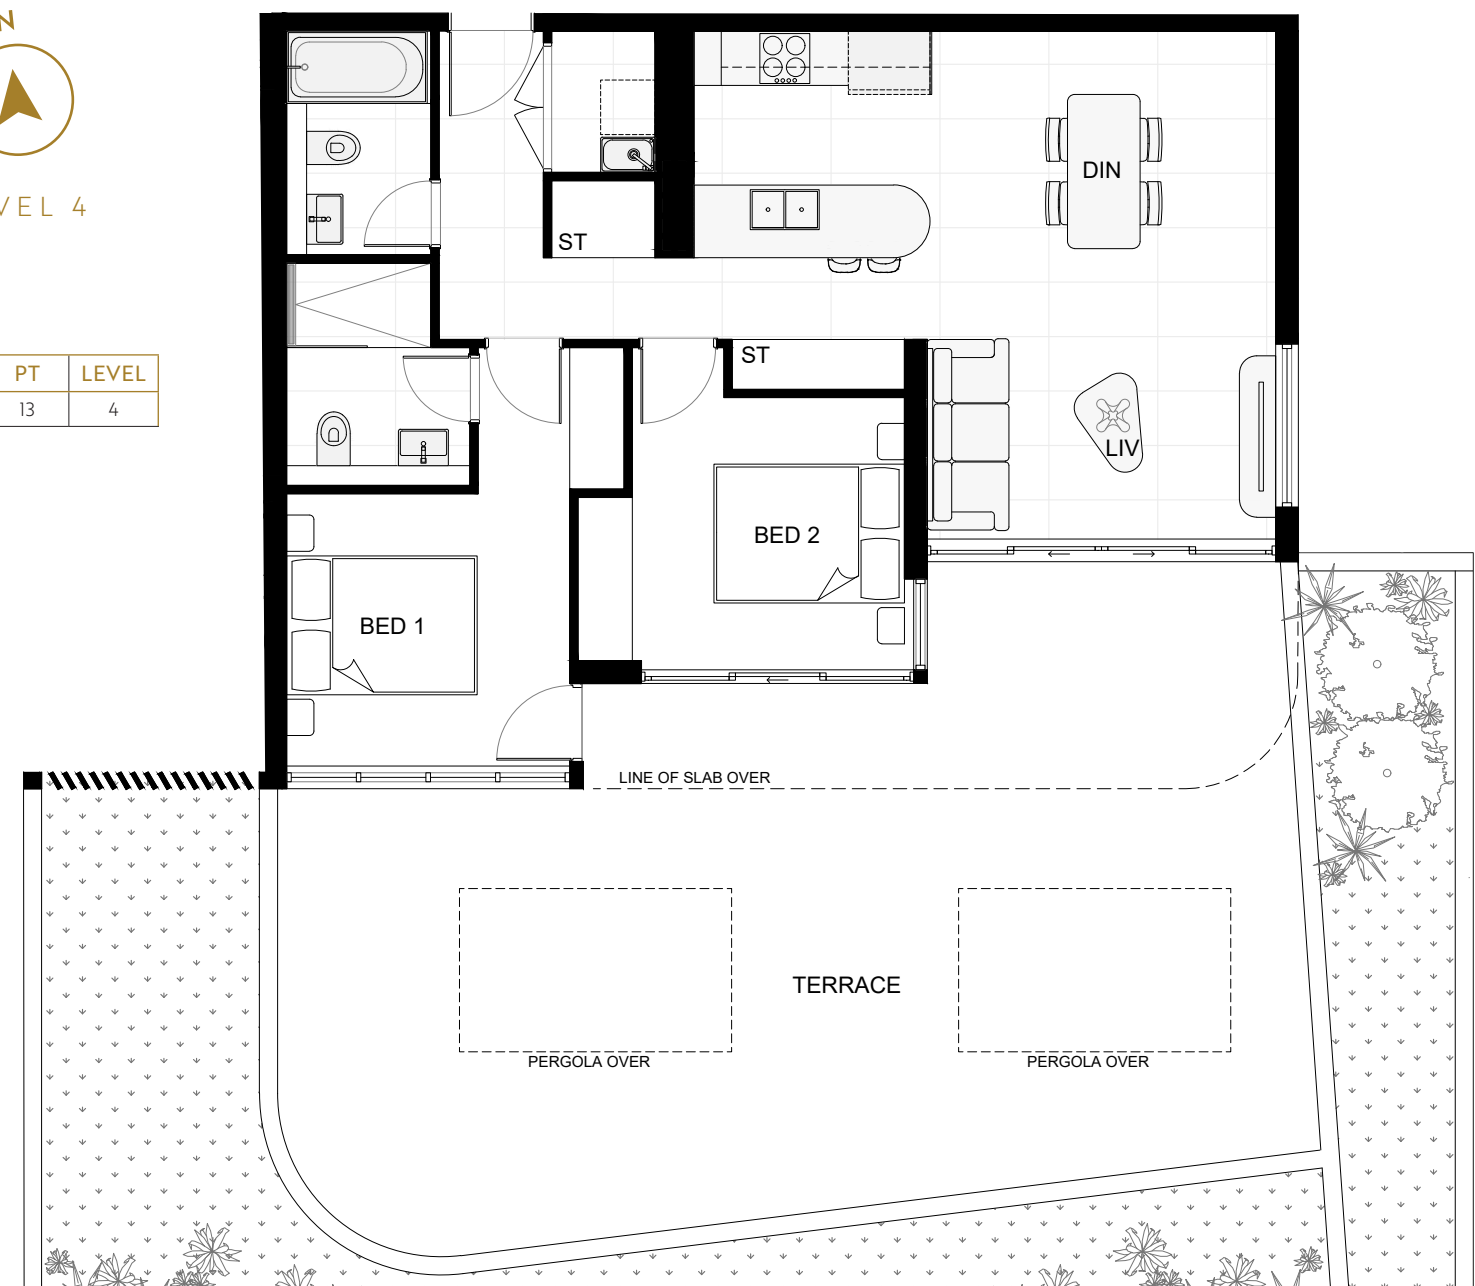 N
VEL 4
PT LEVEL
13 4
DIN
ST
ST
LIV
BED 2
BED 1
LINE OF SLAB OVER
TERRACE
PERGOLA OVER
PERGOLA OVER